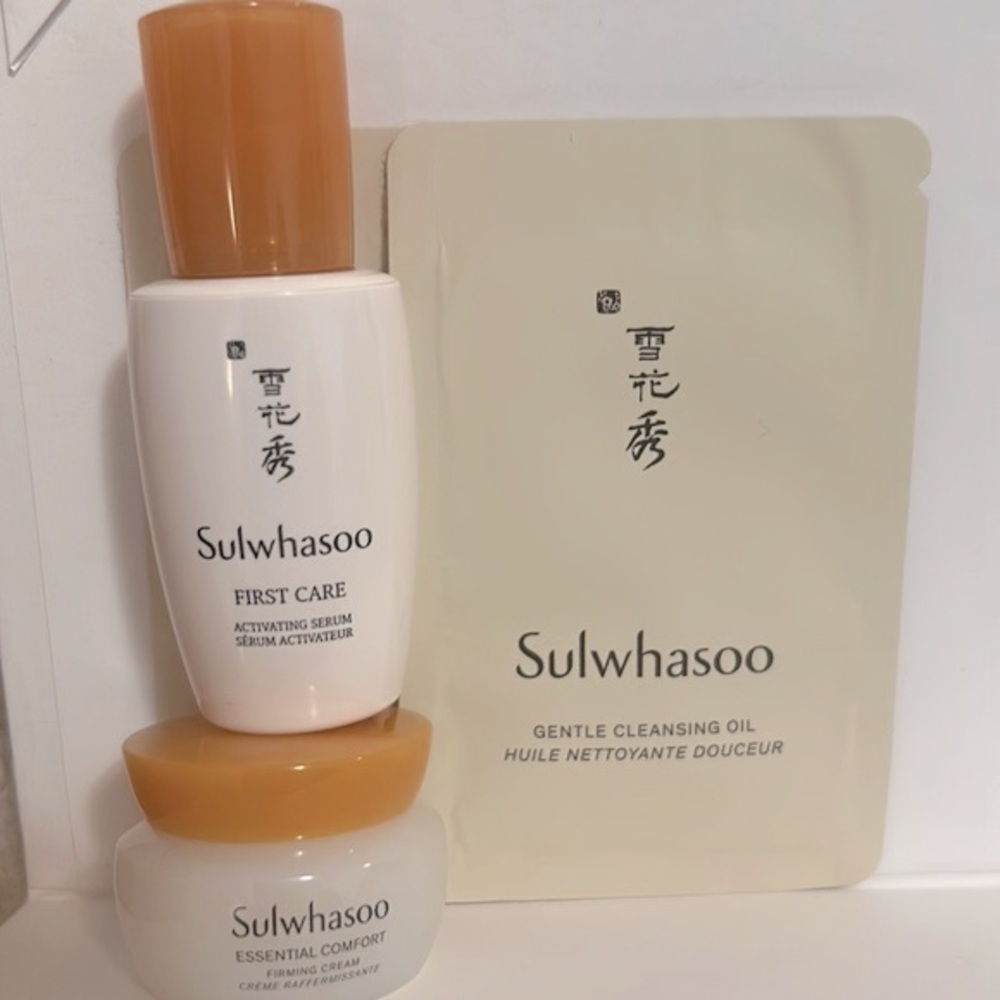 雪花秀
Sulwhasoo
FIRST CARE
ACTIVATING SERUM
SÉRUM ACTIVATEUR
Sulwhasoo
ESSENTIAL COMFORT
FIRMING CREAM
CRÈME RAFFERMISSANTE
雪花秀
Sulwhasoo
GENTLE CLEANSING OIL
HUILE NETTOYANTE DOUCEUR